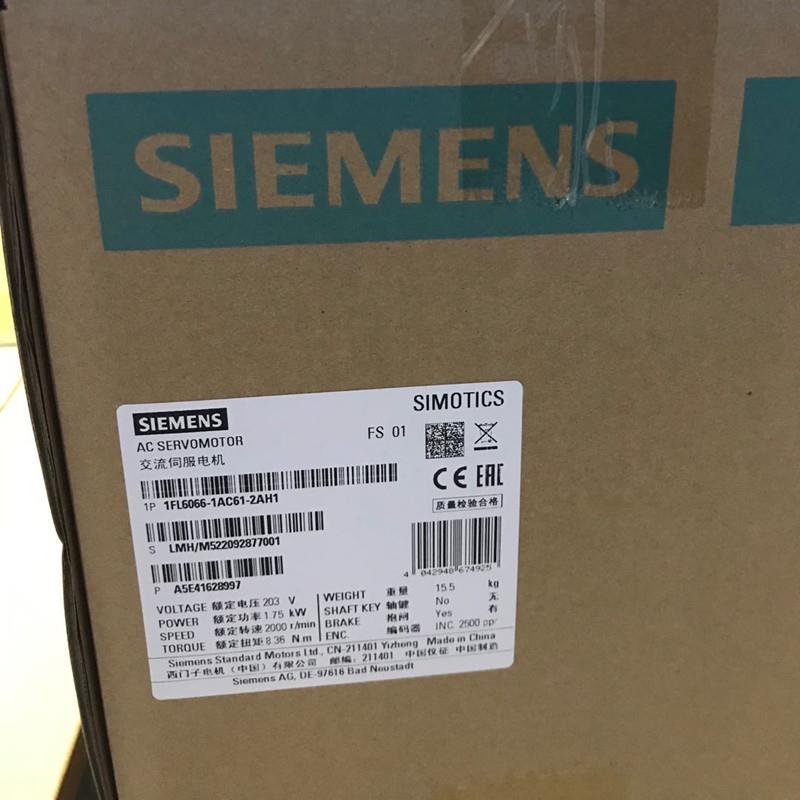 SIEMENS
SIEMENS
SIMOTICS
AC SERVOMOTOR
FS 01
交流伺服电机
CE EAC
1P 1FL6066-1AC61-2AH1
质量检验合格
S LMH/M522092877001
P A5E41628997
4 042948 674925
VOLTAGE 额定电压 203 V
POWER 额定功率 1.75 kW
SPEED 额定转速 2000 r/min
TORQUE 额定扭矩 8.36 N.m
WEIGHT 重量 15.5 kg
SHAFT KEY 轴键 No 无
BRAKE 抱闸 Yes 有
ENC. 编码器 INC. 2500 ppr
Siemens Standard Motors Ltd., CN-211401 Yizheng Made in China
西门子电机（中国）有限公司 邮编：211401 中国仪征 中国制造
Siemens AG, DE-97616 Bad Neustadt